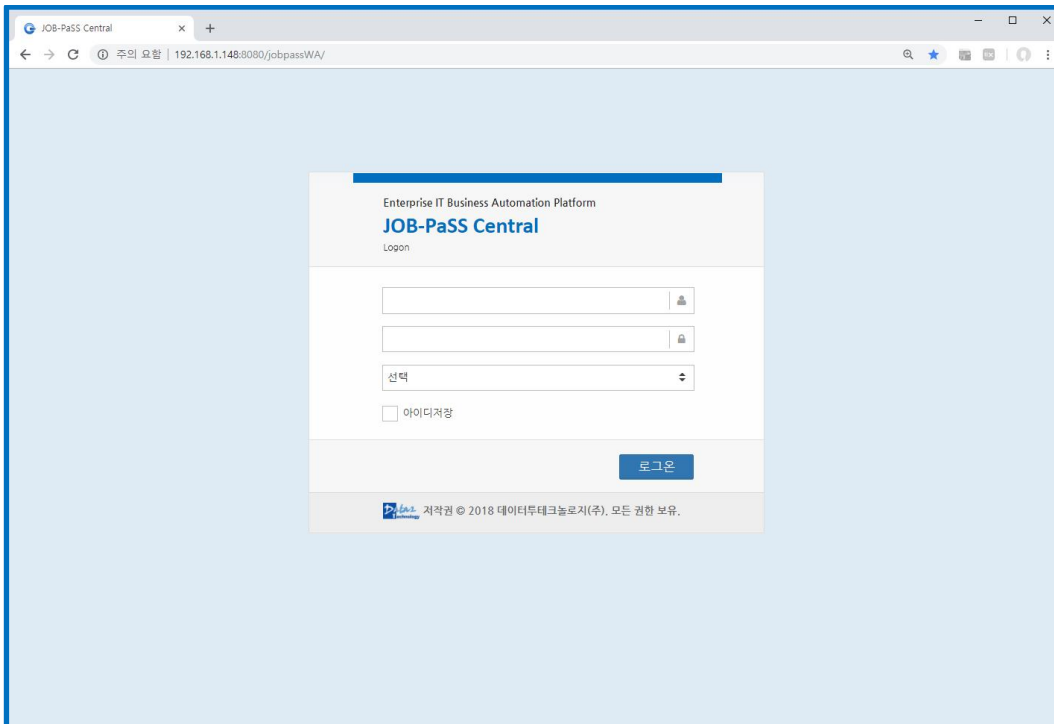 JOB-PaSS Central
주의 요함 | 192.168.1.148:8080/jobpassWA/
Enterprise IT Business Automation Platform
JOB-PaSS Central
Logon
선택
아이디저장
로그온
저작권 © 2018 데이터투테크놀로지(주). 모든 권한 보유.